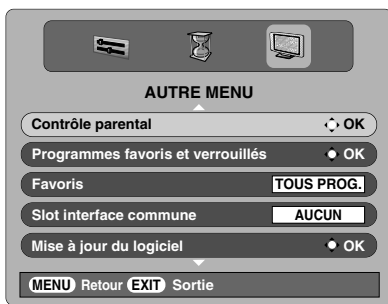 AUTRE MENU
Contrôle parental OK
Programmes favoris et verrouillés OK
Favoris TOUS PROG.
Slot interface commune AUCUN
Mise à jour du logiciel OK
MENU Retour EXIT Sortie